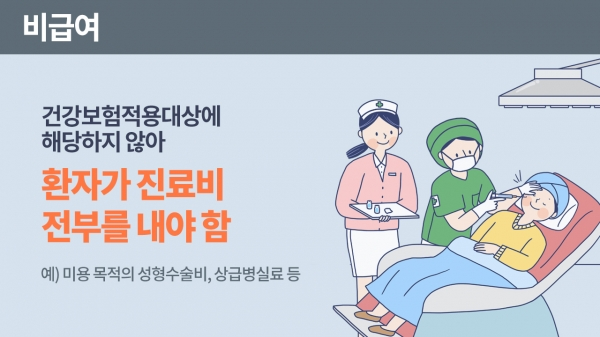 비급여
건강보험적용대상에
해당하지 않아
환자가 진료비
전부를 내야 함
예) 미용 목적의 성형수술비, 상급병실료 등